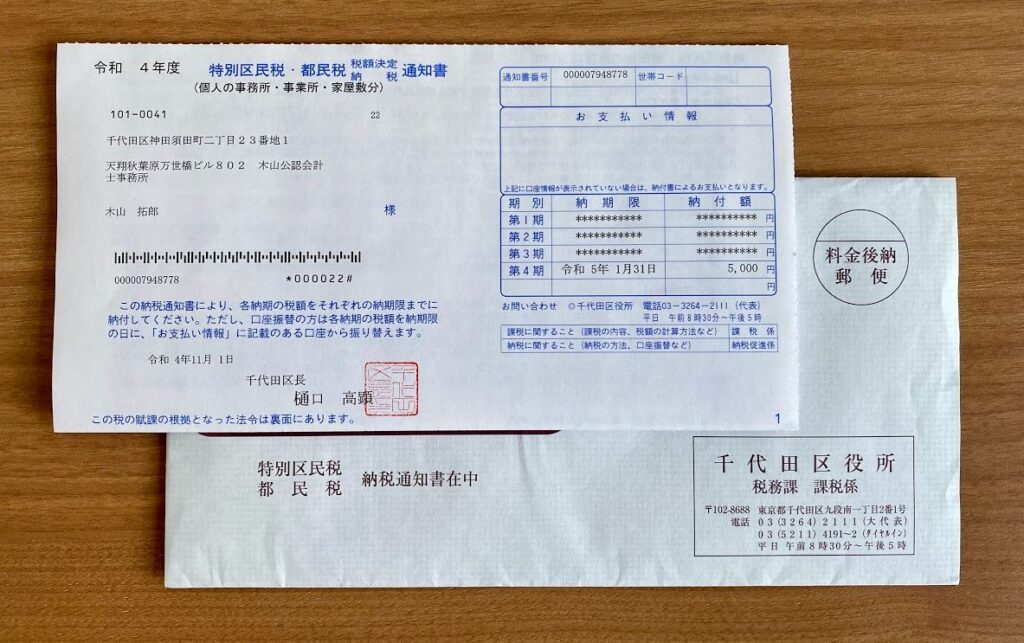 令和　４年度
特別区民税・都民税 税額決定 納税 通知書
（個人の事務所・事業所・家屋敷分）
101-0041
22
千代田区神田須田町二丁目２３番地１
天翔秋葉原万世橋ビル８０２　木山公認会計
士事務所
木山　拓郎
様
000007948778
*000022#
この納税通知書により、各納期の税額をそれぞれの納期限までに
納付してください。ただし、口座振替の方は各納期の税額を納期限
の日に、「お支払い情報」に記載のある口座から振り替えます。
令和 4年11月 1日
千代田区長
樋口　高顕
この税の賦課の根拠となった法令は裏面にあります。
通知書番号 000007948778 世帯コード
お支払い情報
上記に口座情報が表示されていない場合は、納付書によるお支払いとなります。
期別 納期限 納付額
第１期 *********** ********** 円
第２期 *********** ********** 円
第３期 *********** ********** 円
第４期 令和 5年 1月31日 5,000 円
円
お問い合わせ ◎千代田区役所 電話03－3264－2111（代表）
平日 午前８時30分～午後５時
課税に関すること（課税の内容、税額の計算方法など） 課税係
納税に関すること（納税の方法、口座振替など） 納税促進係
1
料金後納
郵便
特別区民税
都民税
納税通知書在中
千代田区役所
税務課 課税係
〒102-8688 東京都千代田区九段南一丁目2番1号
電話 03(3264)2111(大代表)
03(5211)4191～2(ダイヤルイン)
平日 午前８時30分～午後５時